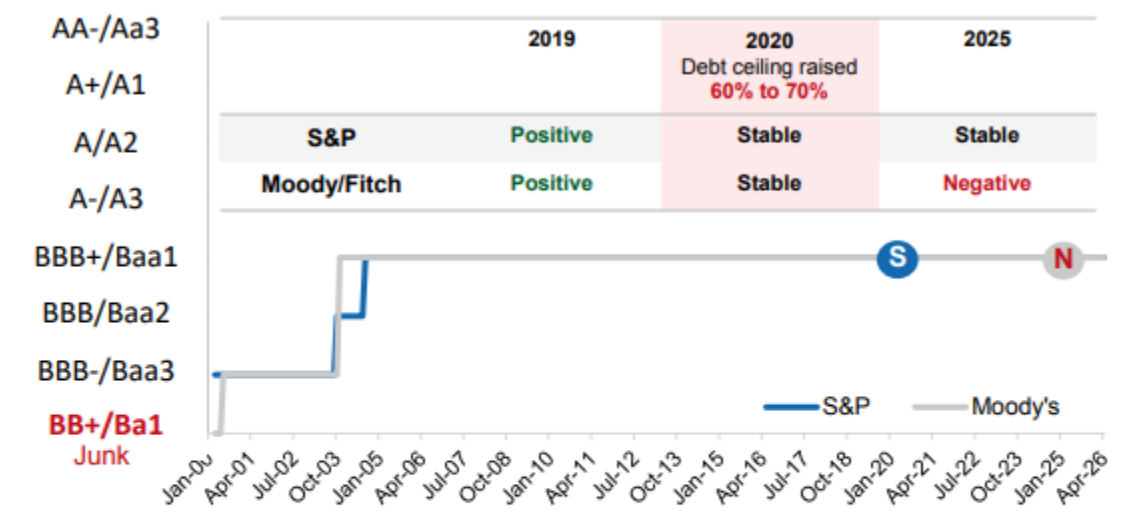 AA-/Aa3
A+/A1
A/A2
A-/A3
BBB+/Baa1
BBB/Baa2
BBB-/Baa3
BB+/Ba1
Junk
2019 2020 2025
Debt ceiling raised
60% to 70%
S&P Positive Stable Stable
Moody/Fitch Positive Stable Negative
S N
S&P Moody's
Jan-00 Apr-01 Jul-02 Oct-03 Jan-05 Apr-06 Jul-07 Oct-08 Jan-10 Apr-11 Jul-12 Oct-13 Jan-15 Apr-16 Jul-17 Oct-18 Jan-20 Apr-21 Jul-22 Oct-23 Jan-25 Apr-26